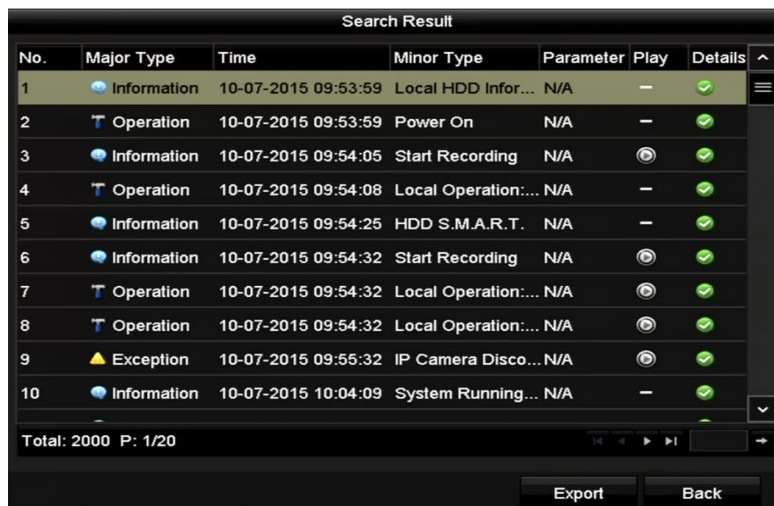 Search Result
No. Major Type Time Minor Type Parameter Play Details
1 Information 10-07-2015 09:53:59 Local HDD Infor... N/A –
2 Operation 10-07-2015 09:53:59 Power On N/A –
3 Information 10-07-2015 09:54:05 Start Recording N/A
4 Operation 10-07-2015 09:54:08 Local Operation:... N/A –
5 Information 10-07-2015 09:54:25 HDD S.M.A.R.T. N/A –
6 Information 10-07-2015 09:54:32 Start Recording N/A
7 Operation 10-07-2015 09:54:32 Local Operation:... N/A
8 Operation 10-07-2015 09:54:32 Local Operation:... N/A
9 Exception 10-07-2015 09:55:32 IP Camera Disco... N/A
10 Information 10-07-2015 10:04:09 System Running... N/A –
Total: 2000 P: 1/20
Export Back